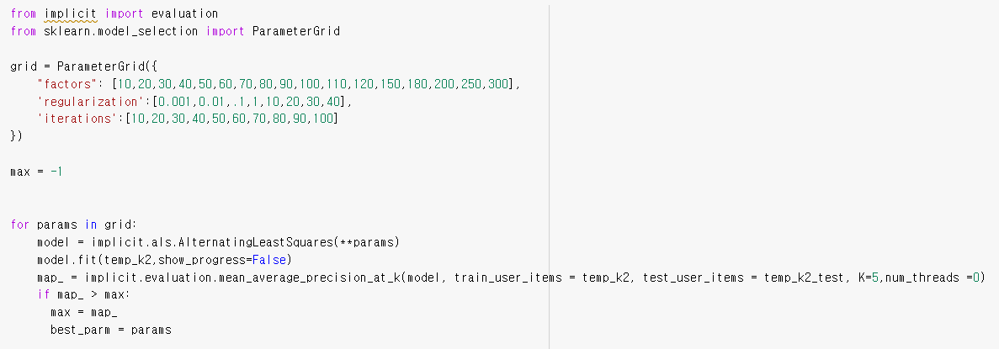 from implicit import evaluation
from sklearn.model_selection import ParameterGrid
grid = ParameterGrid({
    "factors": [10,20,30,40,50,60,70,80,90,100,110,120,150,180,200,250,300],
    'regularization':[0.001,0.01,.1,1,10,20,30,40],
    'iterations':[10,20,30,40,50,60,70,80,90,100]
})
max = -1
for params in grid:
    model = implicit.als.AlternatingLeastSquares(**params)
    model.fit(temp_k2,show_progress=False)
    map_ = implicit.evaluation.mean_average_precision_at_k(model, train_user_items = temp_k2, test_user_items = temp_k2_test, K=5,num_threads =0)
    if map_ > max:
      max = map_
      best_parm = params